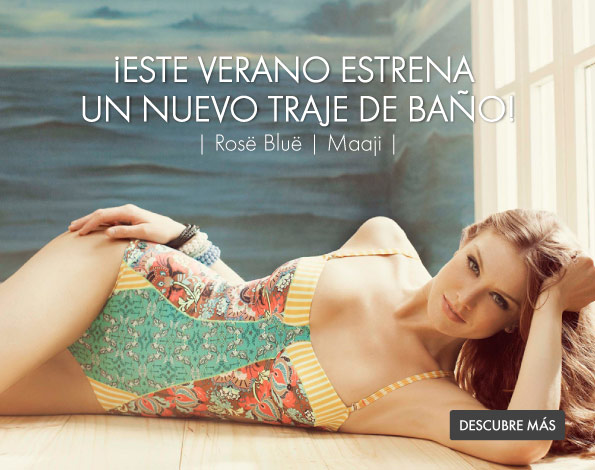 ¡ESTE VERANO ESTRENA
UN NUEVO TRAJE DE BAÑO!
| Rosë Bluë | Maaji |
DESCUBRE MÁS